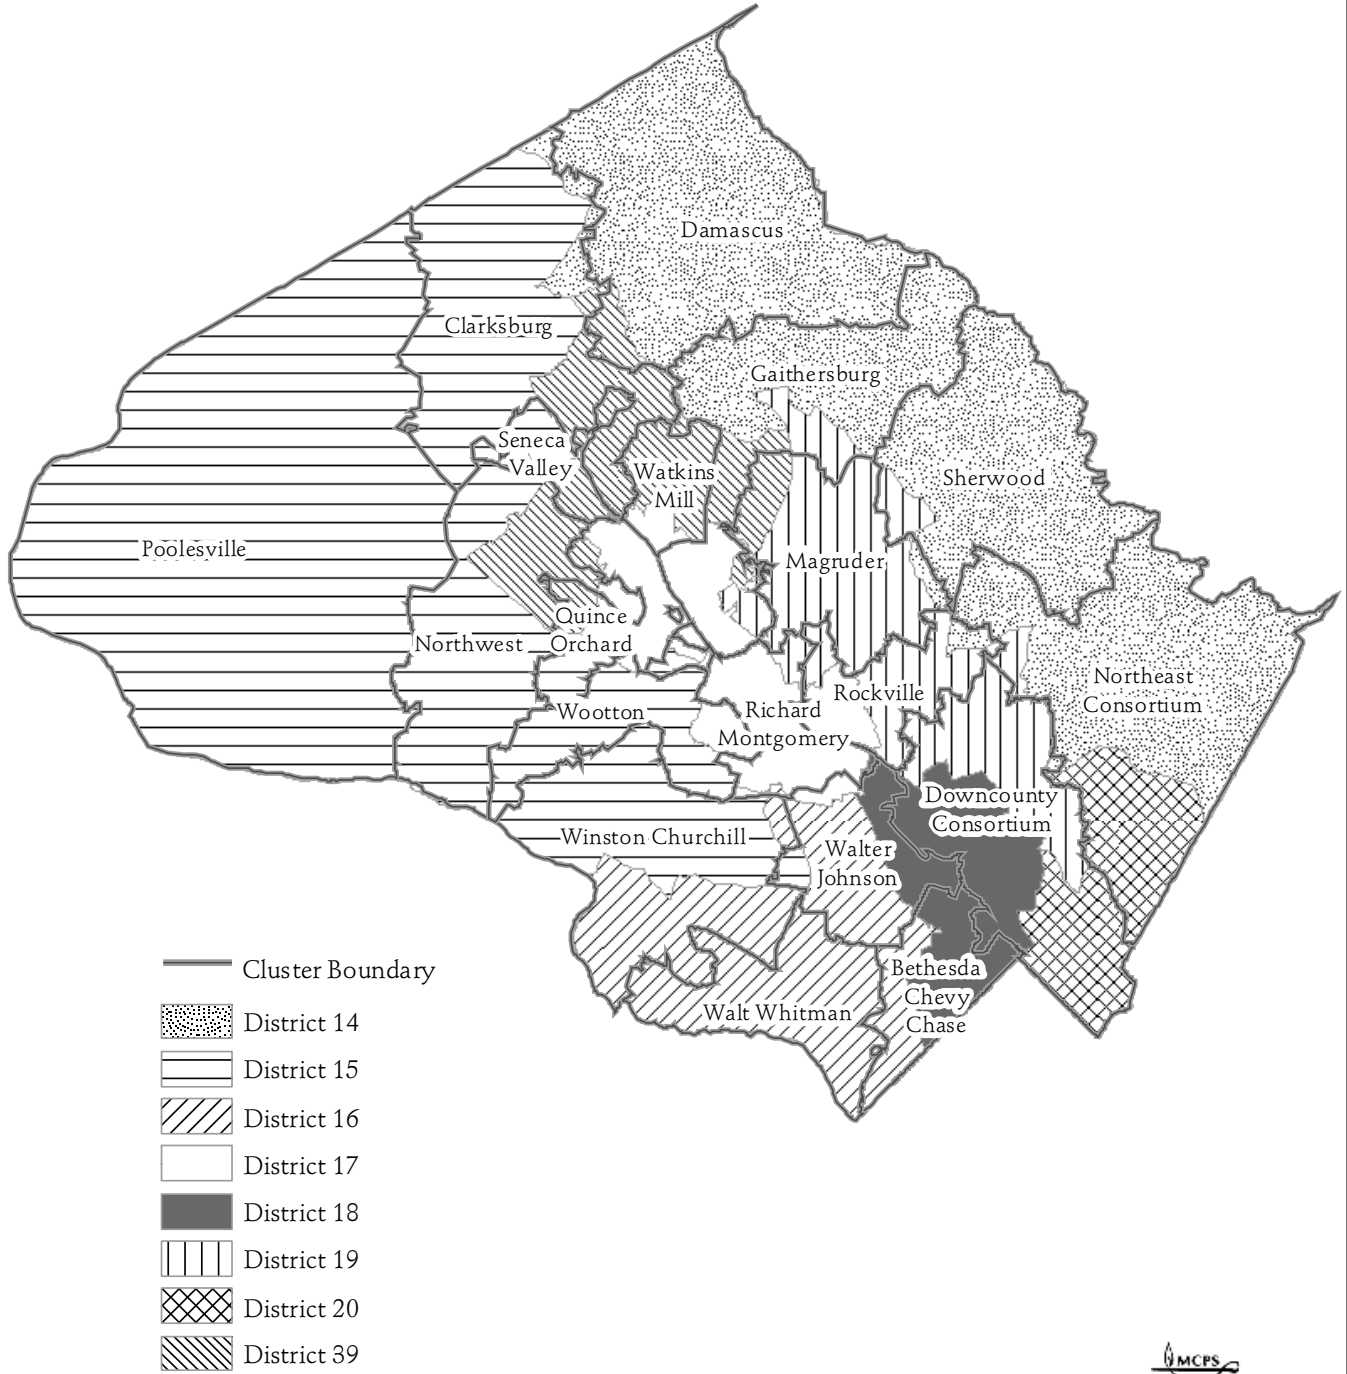 Damascus
Clarksburg
Gaithersburg
Seneca
Valley
Watkins
Mill
Sherwood
Poolesville
Magruder
Quince
Orchard
Northwest
Northeast
Consortium
Rockville
Wootton
Richard
Montgomery
Downcounty
Consortium
Winston Churchill
Walter
Johnson
Bethesda
Chevy
Chase
Walt Whitman
Cluster Boundary
District 14
District 15
District 16
District 17
District 18
District 19
District 20
District 39
MCPS